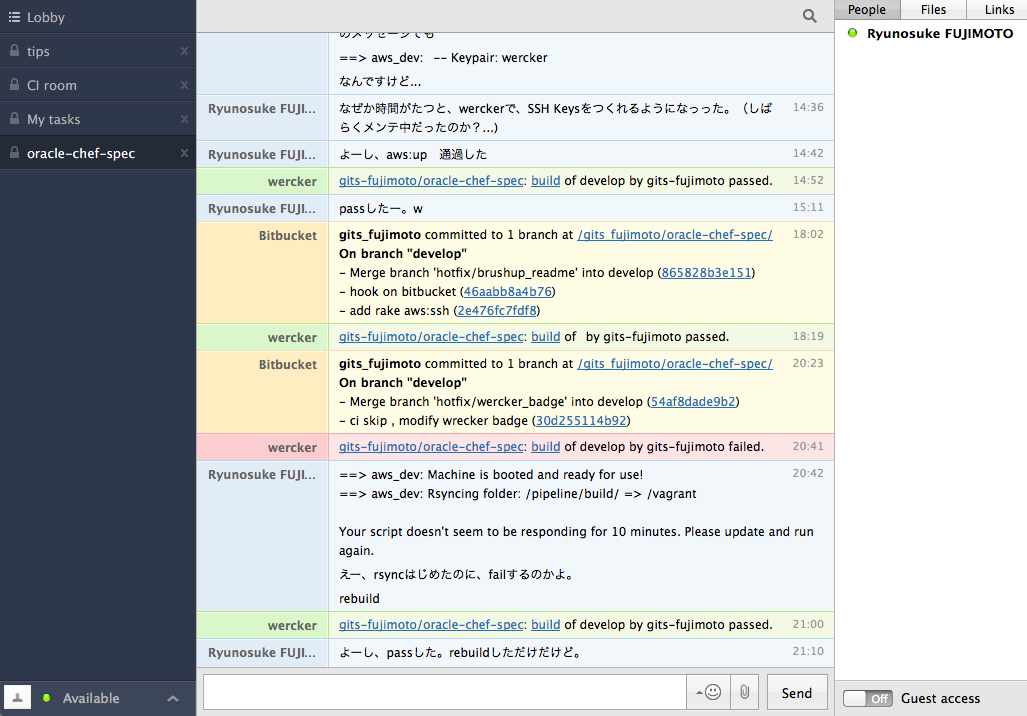 Lobby
tips
CI room
My tasks
oracle-chef-spec
Available
のメッセージでも
==> aws_dev:   -- Keypair: wercker
なんですけど...
Ryunosuke FUJI...
なぜか時間がたつと、werckerで、SSH Keysをつくれるようになっった。（しば
らくメンテ中だったのか？...)
14:36
Ryunosuke FUJI...
よーし、aws:up　通過した
14:42
wercker
gits-fujimoto/oracle-chef-spec: build of develop by gits-fujimoto passed.
14:52
Ryunosuke FUJI...
passしたー。w
15:11
Bitbucket
gits_fujimoto committed to 1 branch at /gits_fujimoto/oracle-chef-spec/
18:02
On branch "develop"
- Merge branch 'hotfix/brushup_readme' into develop (865828b3e151)
- hook on bitbucket (46aabb8a4b76)
- add rake aws:ssh (2e476fc7fdf8)
wercker
gits-fujimoto/oracle-chef-spec: build of  by gits-fujimoto passed.
18:19
Bitbucket
gits_fujimoto committed to 1 branch at /gits_fujimoto/oracle-chef-spec/
20:23
On branch "develop"
- Merge branch 'hotfix/wercker_badge' into develop (54af8dade9b2)
- ci skip , modify wrecker badge (30d255114b92)
wercker
gits-fujimoto/oracle-chef-spec: build of develop by gits-fujimoto failed.
20:41
Ryunosuke FUJI...
==> aws_dev: Machine is booted and ready for use!
20:42
==> aws_dev: Rsyncing folder: /pipeline/build/ => /vagrant
Your script doesn't seem to be responding for 10 minutes. Please update and run
again.
えー、rsyncはじめたのに、failするのかよ。
rebuild
wercker
gits-fujimoto/oracle-chef-spec: build of develop by gits-fujimoto passed.
21:00
Ryunosuke FUJI...
よーし、passした。rebuildしただけだけど。
21:10
Send
People
Files
Links
Ryunosuke FUJIMOTO
Off
Guest access